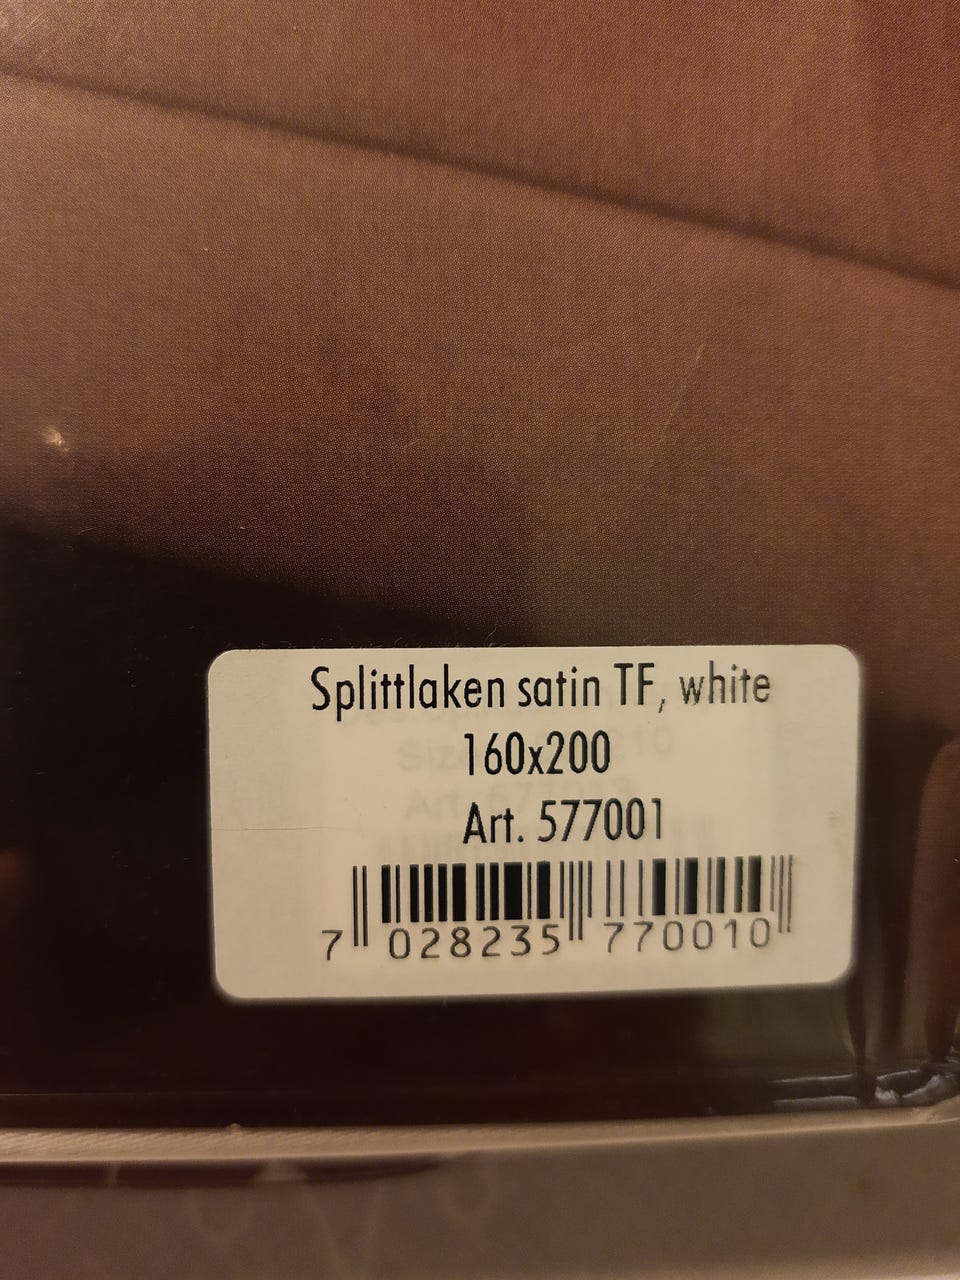 Splittlaken satin TF, white
160x200
Art. 577001
7 028235 770010